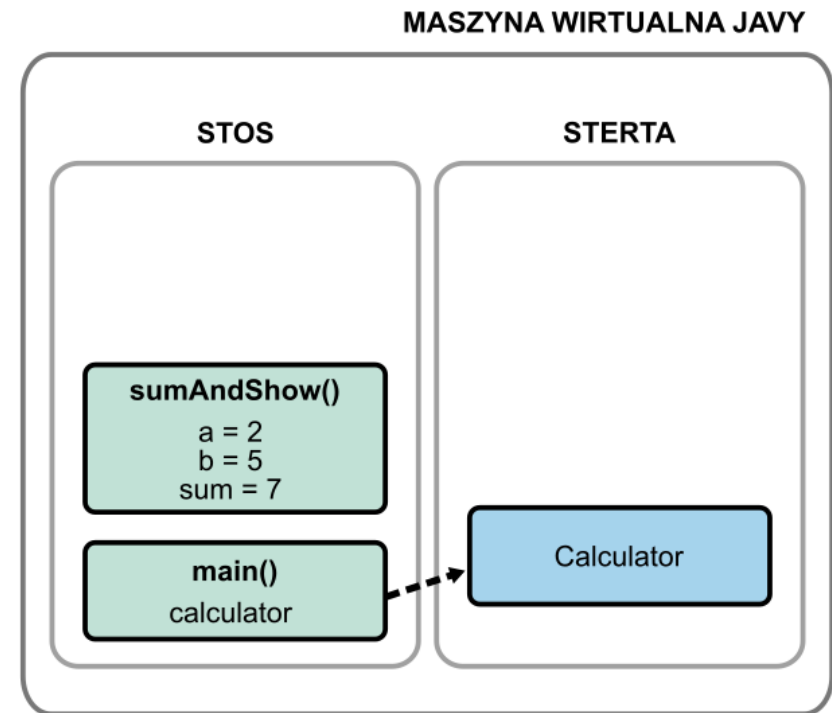 MASZYNA WIRTUALNA JAVY
STOS
STERTA
sumAndShow()
a = 2
b = 5
sum = 7
main()
calculator
Calculator